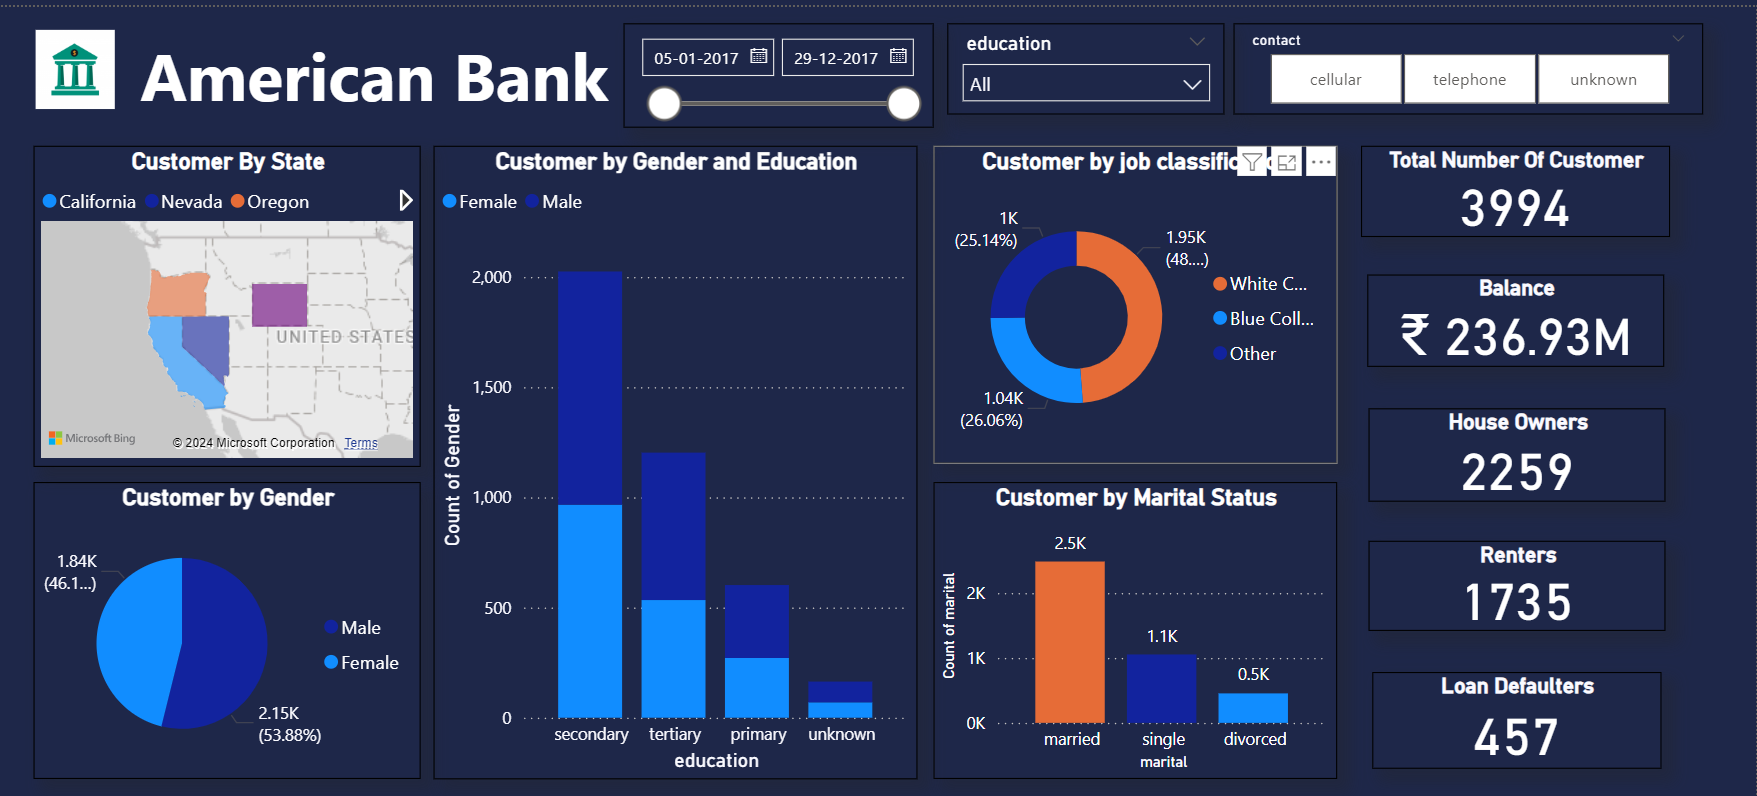 American Bank
05-01-2017
29-12-2017
education
All
contact
cellular
telephone
unknown
Customer By State
California
Nevada
Oregon
UNITED STATES
Microsoft Bing
© 2024 Microsoft Corporation Terms
Customer by Gender
1.84K
(46.1...)
Male
Female
2.15K
(53.88%)
Customer by Gender and Education
Female
Male
Count of Gender
2,000
1,500
1,000
500
0
secondary
tertiary
primary
unknown
education
Customer by job
1K
(25.14%)
1.95K
(48....)
White C...
Blue Coll...
Other
1.04K
(26.06%)
Customer by Marital Status
Count of marital
2K
1K
0K
2.5K
1.1K
0.5K
married
single
divorced
marital
Total Number Of Customer
3994
Balance
₹ 236.93M
House Owners
2259
Renters
1735
Loan Defaulters
457